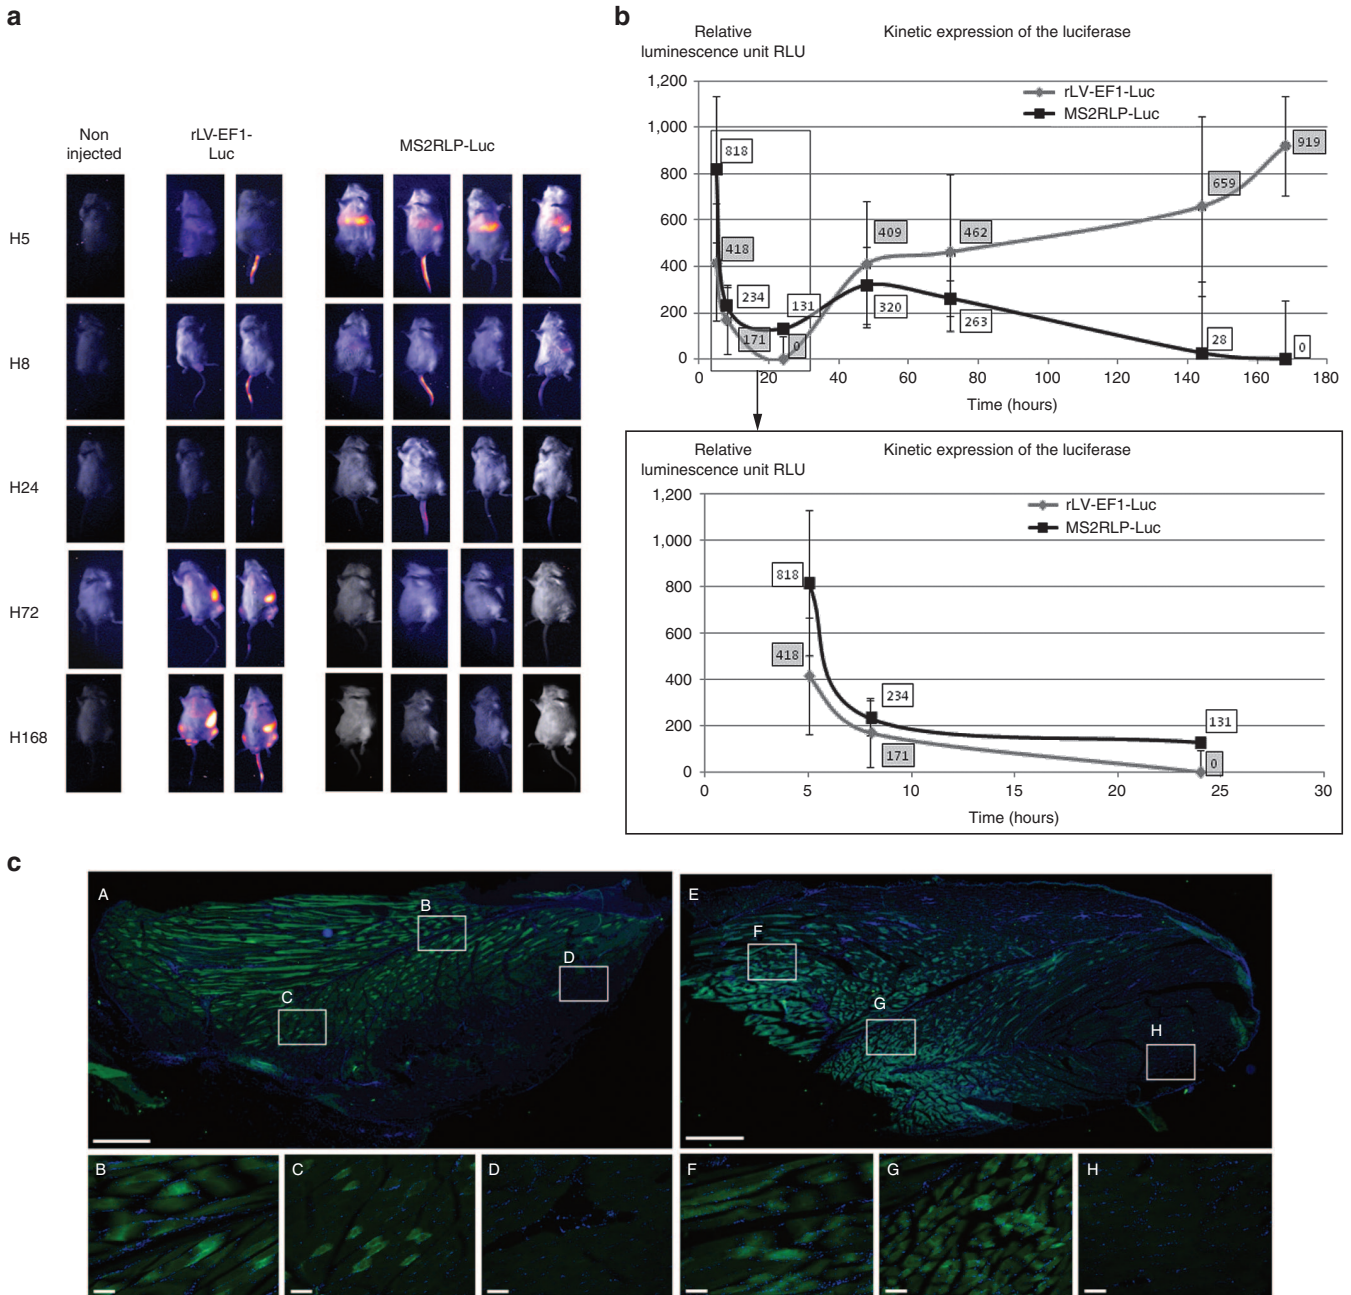 a
Non injected
rLV-EF1-Luc
MS2RLP-Luc
H5
H8
H24
H72
H168
b
Relative luminescence unit RLU
Kinetic expression of the luciferase
rLV-EF1-Luc
MS2RLP-Luc
1,200
1,000
800
600
400
200
0
818
418
234
171
131
0
409
320
462
263
659
28
919
0
0 20 40 60 80 100 120 140 160 180
Time (hours)
Relative luminescence unit RLU
Kinetic expression of the luciferase
rLV-EF1-Luc
MS2RLP-Luc
1,200
1,000
800
600
400
200
0
818
418
234
171
131
0
0 5 10 15 20 25 30
Time (hours)
c
A
B
C
D
E
F
G
H
B
C
D
F
G
H